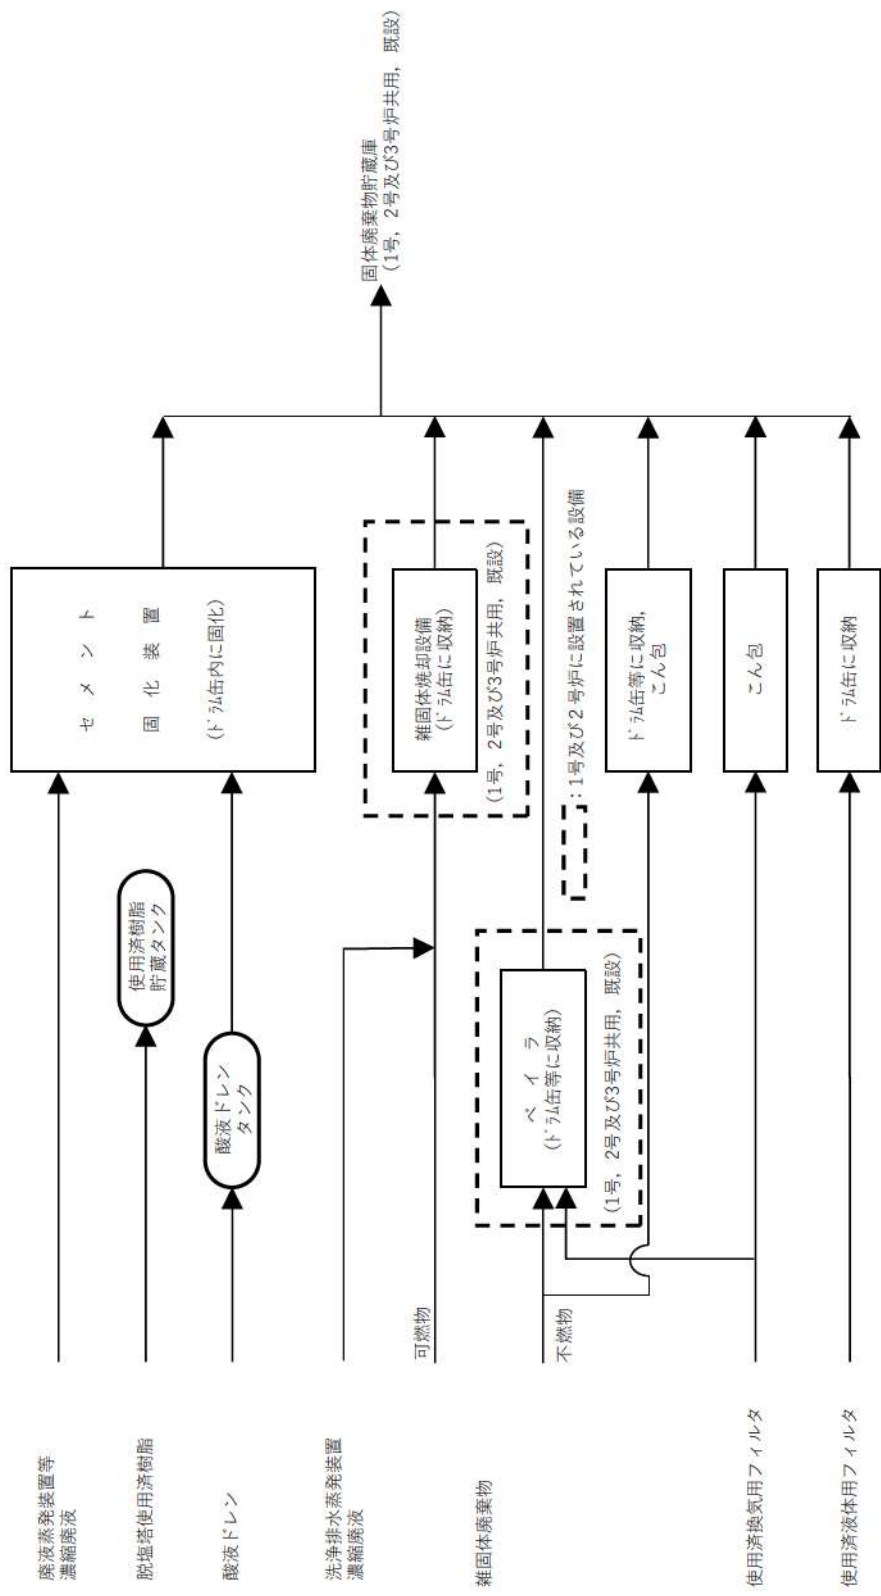 廃液蒸発装置等
濃縮廃液
脱塩塔使用済樹脂
酸液ドレン
洗浄排水蒸発装置
濃縮廃液
雑固体廃棄物
使用済換気用フィルタ
使用済液体用フィルタ
可燃物
不燃物
使用済樹脂
貯蔵タンク
酸液ドレン
タンク
ベイラ
(ドラム缶等に収納)
(1号, 2号及び3号炉共用, 既設)
セメント
固化装置
(ドラム缶内に固化)
雑固体焼却設備
(ドラム缶に収納)
(1号, 2号及び3号炉共用, 既設)
:1号及び2号炉に設置されている設備
ドラム缶等に収納,
こん包
こん包
ドラム缶に収納
固体廃棄物貯蔵庫
(1号, 2号及び3号炉共用, 既設)